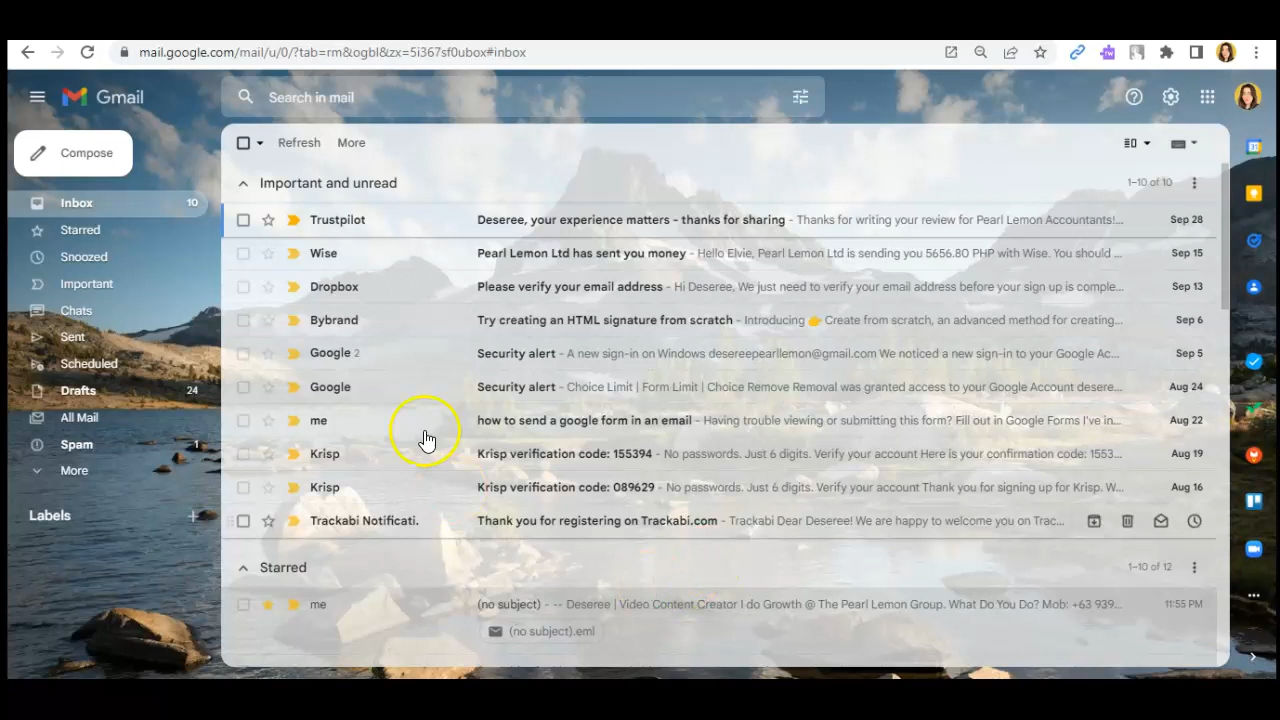 mail.google.com/mail/u/0/?tab=rm&ogbl&zx=5i367sf0ubox#inbox
Gmail
Search in mail
Compose
Refresh More
Important and unread 1–10 of 10
Inbox 10
Starred
Snoozed
Important
Chats
Sent
Scheduled
Drafts 24
All Mail
Spam 1
More
Labels
Trustpilot Deseree, your experience matters - thanks for sharing - Thanks for writing your review for Pearl Lemon Accountants!... Sep 28
Wise Pearl Lemon Ltd has sent you money - Hello Elvie, Pearl Lemon Ltd is sending you 5656.80 PHP with Wise. You should ... Sep 15
Dropbox Please verify your email address - Hi Deseree, We just need to verify your email address before your sign up is comple... Sep 13
Bybrand Try creating an HTML signature from scratch - Introducing 👉 Create from scratch, an advanced method for creating... Sep 6
Google 2 Security alert - A new sign-in on Windows desereepearllemon@gmail.com We noticed a new sign-in to your Google Ac... Sep 5
Google Security alert - Choice Limit | Form Limit | Choice Remove Removal was granted access to your Google Account desere... Aug 24
me how to send a google form in an email - Having trouble viewing or submitting this form? Fill out in Google Forms I've in... Aug 22
Krisp Krisp verification code: 155394 - No passwords. Just 6 digits. Verify your account Here is your confirmation code: 1553... Aug 19
Krisp Krisp verification code: 089629 - No passwords. Just 6 digits. Verify your account Thank you for signing up for Krisp. W... Aug 16
Trackabi Notificati. Thank you for registering on Trackabi.com - Trackabi Dear Deseree! We are happy to welcome you on Trac...
Starred 1–10 of 12
me (no subject) - -- Deseree | Video Content Creator I do Growth @ The Pearl Lemon Group. What Do You Do? Mob: +63 939... 11:55 PM
(no subject).eml